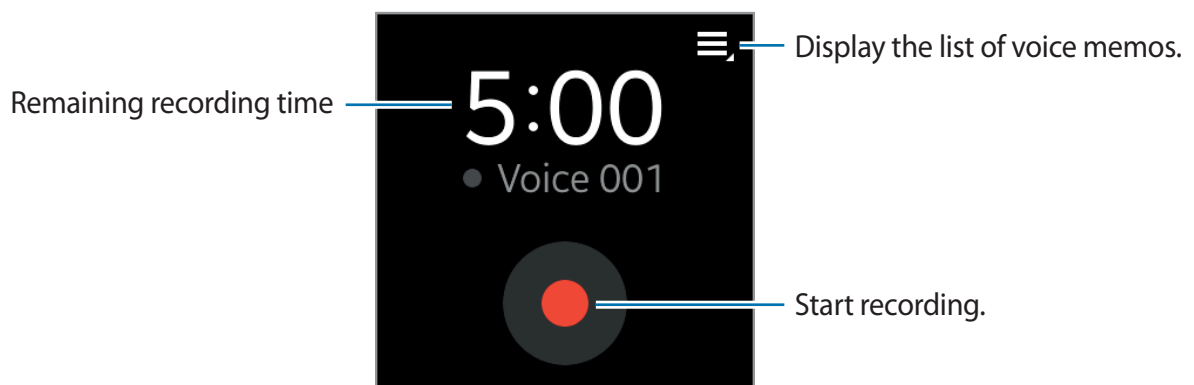 Display the list of voice memos.
Remaining recording time
5:00
Voice 001
Start recording.